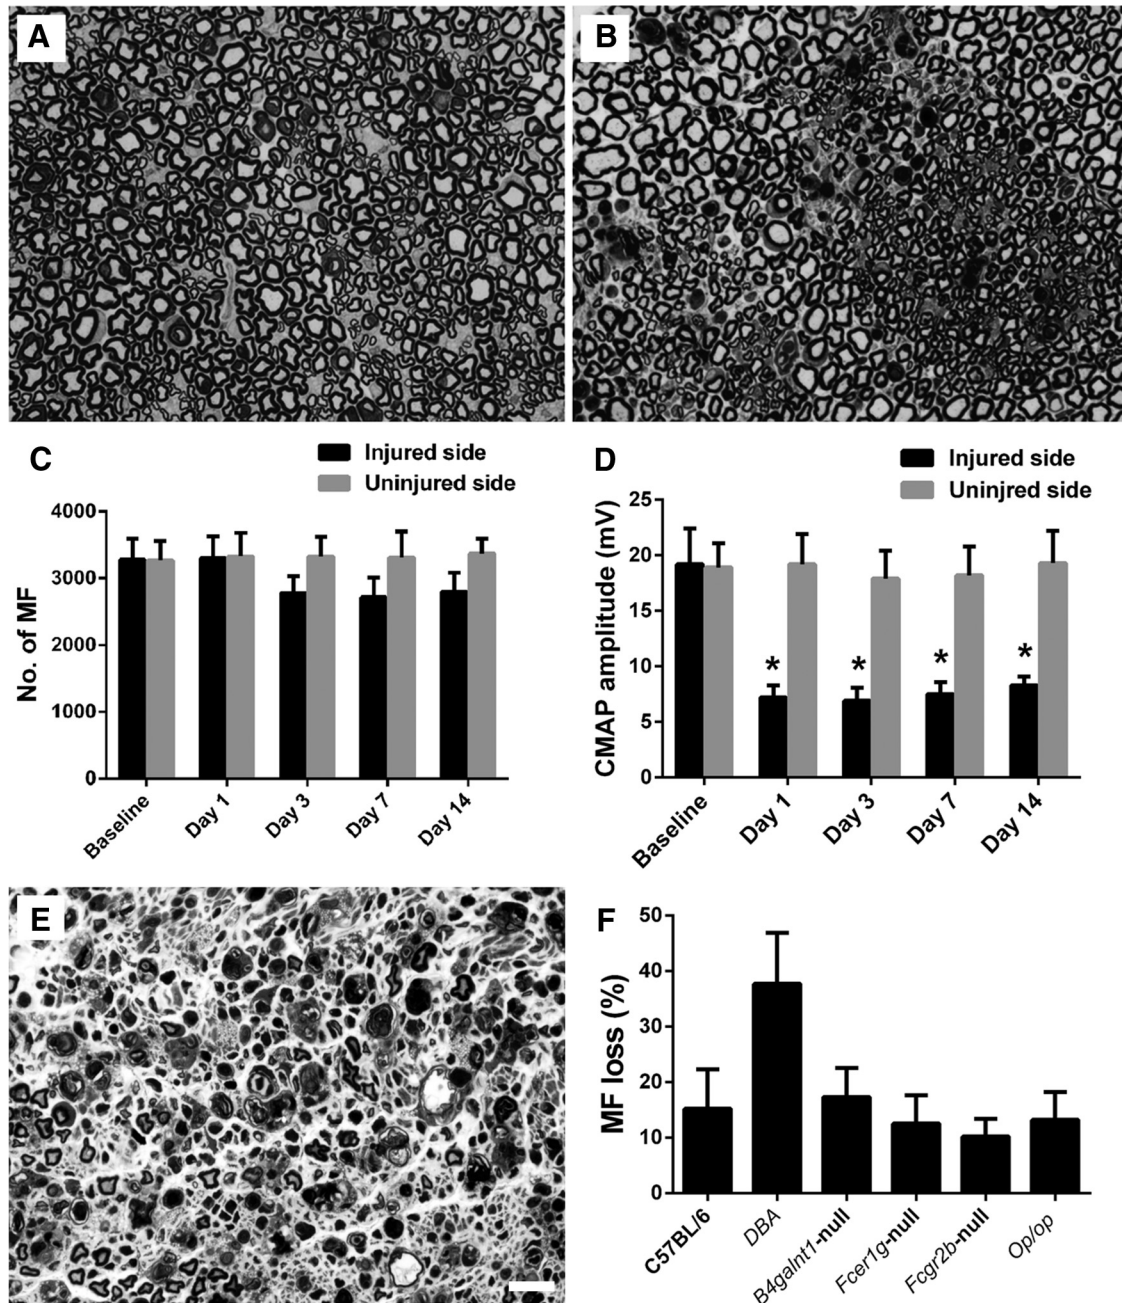 A
B
C
Injured side
Uninjured side
No. of MF
4000
3000
2000
1000
0
Baseline
Day 1
Day 3
Day 7
Day 14
D
Injured side
Uninjred side
CMAP amplitude (mV)
25
20
15
10
5
0
*
*
*
*
Baseline
Day 1
Day 3
Day 7
Day 14
E
F
MF loss (%)
50
40
30
20
10
0
C57BL/6
DBA
B4galnt1-null
Fcer1g-null
Fcgr2b-null
Op/op